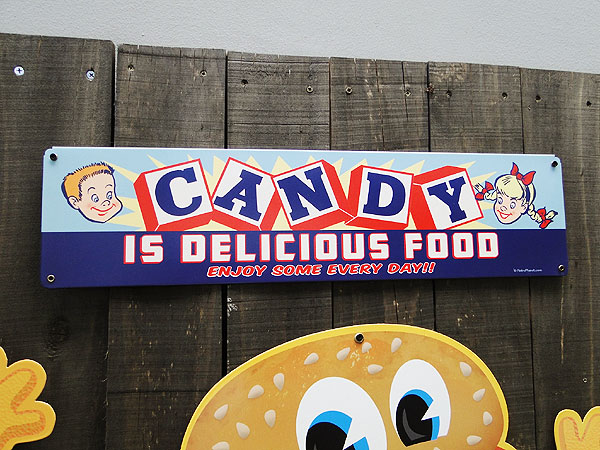 CANDY
IS DELICIOUS FOOD
ENJOY SOME EVERY DAY!!